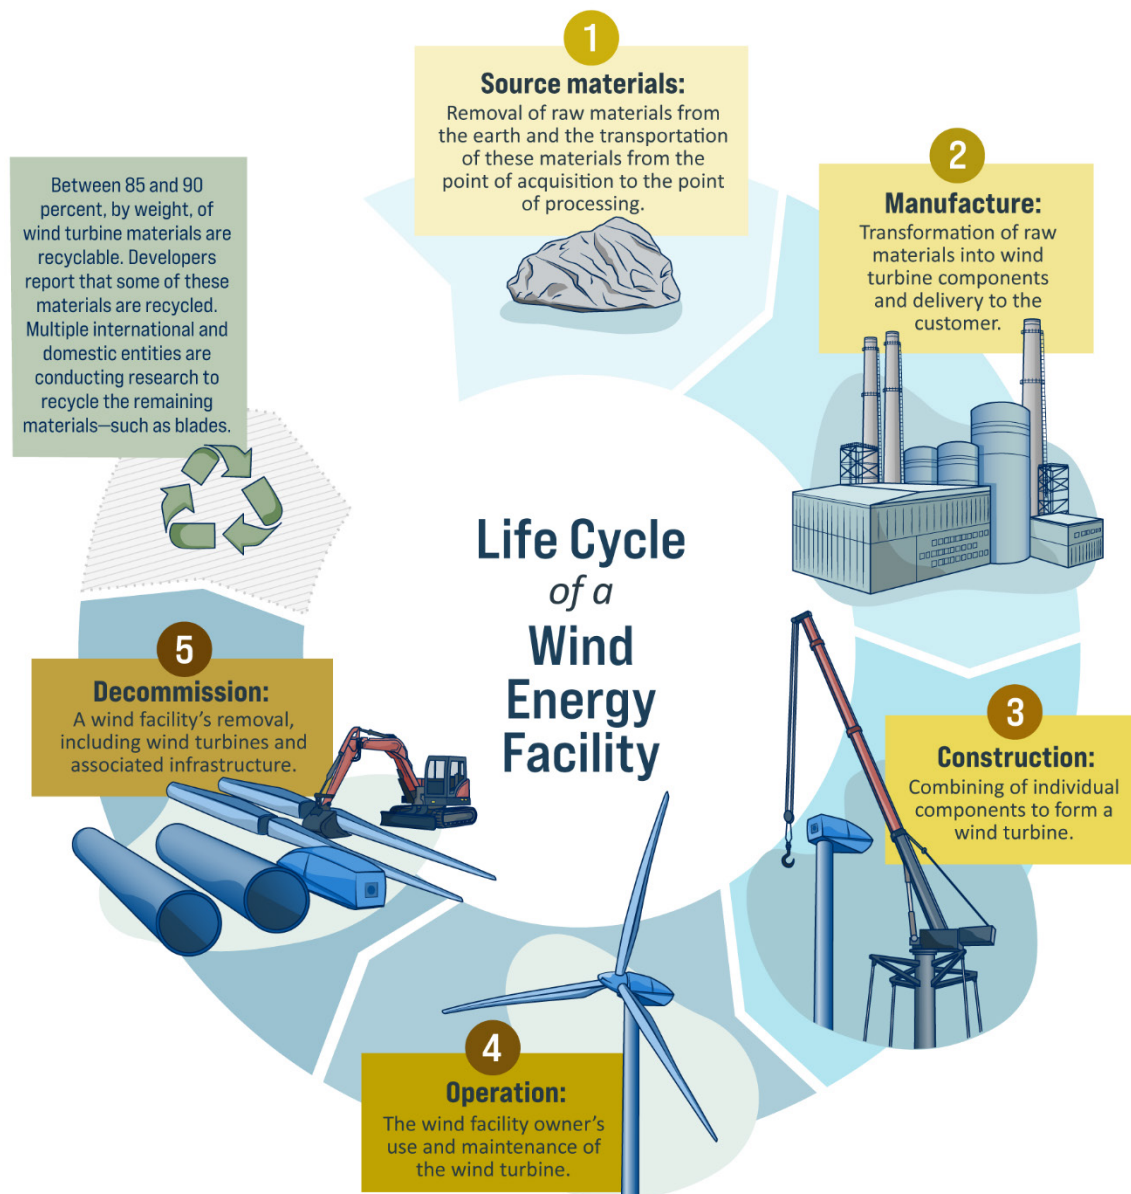 1
Source materials:
Removal of raw materials from
the earth and the transportation
of these materials from the
point of acquisition to the point
of processing.
2
Manufacture:
Transformation of raw
materials into wind
turbine components
and delivery to the
customer.
3
Construction:
Combining of individual
components to form a
wind turbine.
4
Operation:
The wind facility owner’s
use and maintenance of
the wind turbine.
5
Decommission:
A wind facility’s removal,
including wind turbines and
associated infrastructure.
Between 85 and 90
percent, by weight, of
wind turbine materials are
recyclable. Developers
report that some of these
materials are recycled.
Multiple international and
domestic entities are
conducting research to
recycle the remaining
materials—such as blades.
Life Cycle
of a
Wind
Energy
Facility